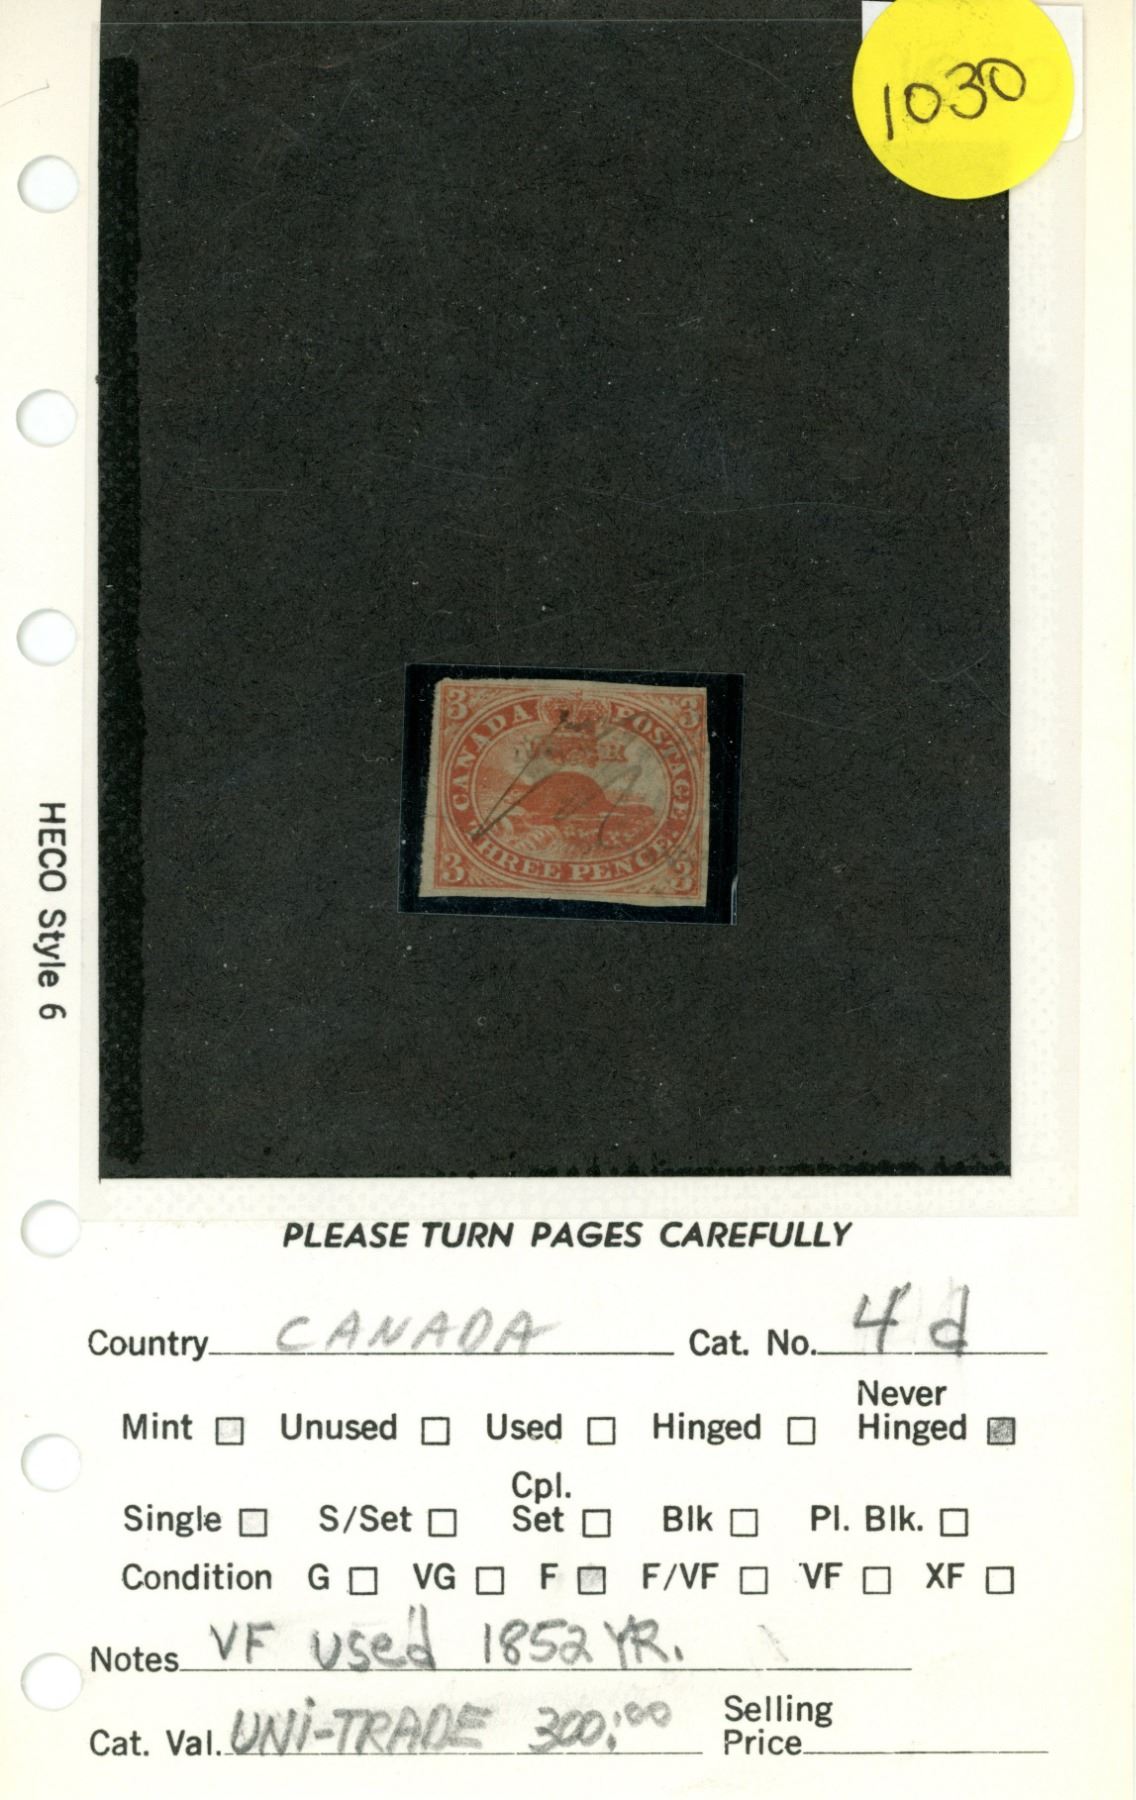 1030
3 CANADA POSTAGE 3
3 THREE PENCE. 3
HECO Style 6
PLEASE TURN PAGES CAREFULLY
Country CANADA Cat. No. 4d
Never
Mint Unused Used Hinged Hinged
Cpl.
Single S/Set Set Blk Pl. Blk.
Condition G VG F F/VF VF XF
Notes VF used 1852 YR.
Selling
Cat. Val. UNi-TRADE 300.00 Price